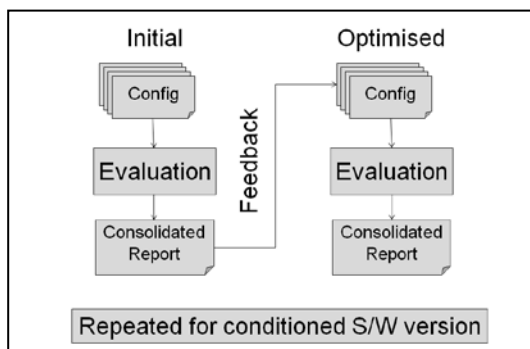 Initial
Config
Evaluation
Consolidated
Report
Feedback
Optimised
Config
Evaluation
Consolidated
Report
Repeated for conditioned S/W version